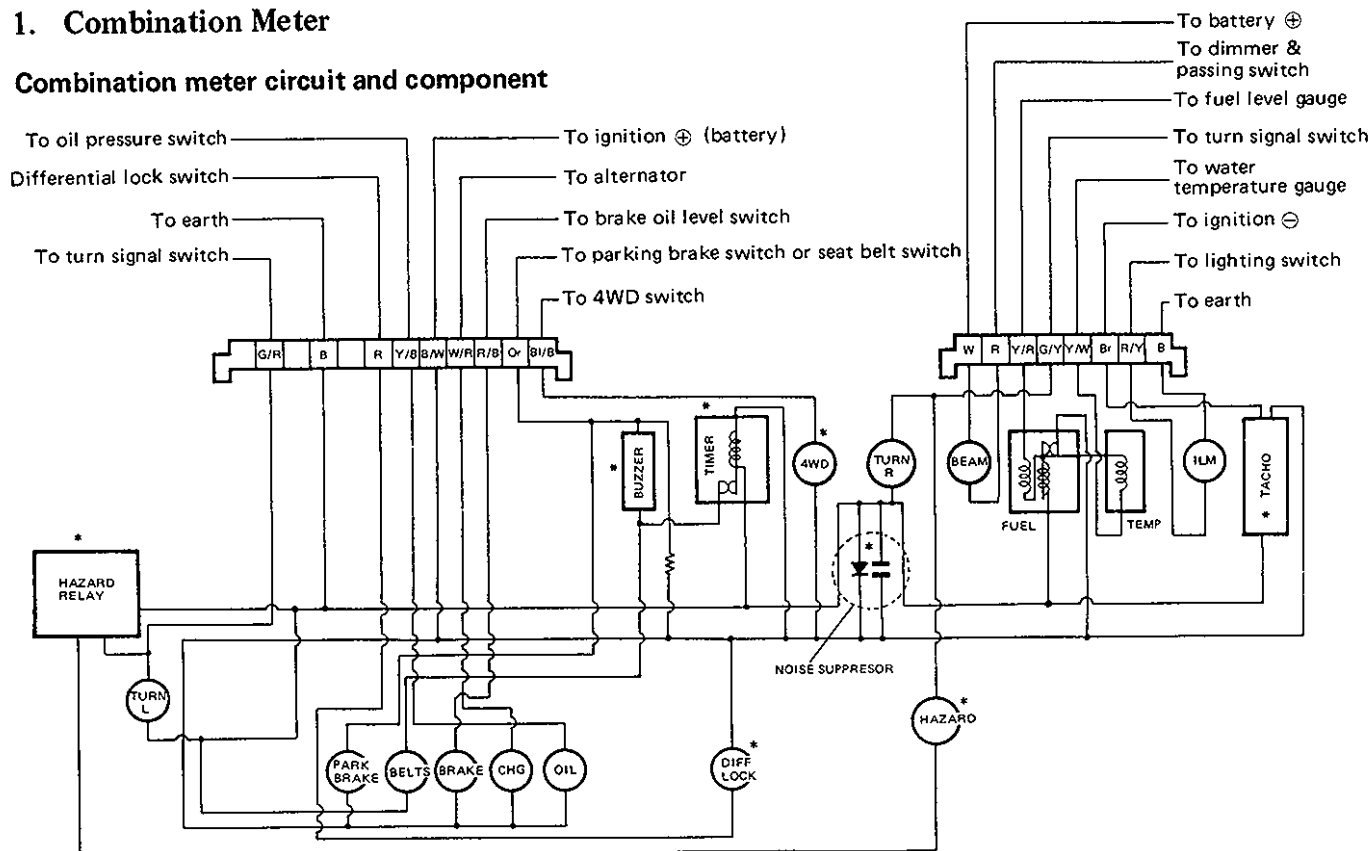 1. Combination Meter
Combination meter circuit and component
To oil pressure switch
Differential lock switch
To earth
To turn signal switch
To ignition ⊕ (battery)
To alternator
To brake oil level switch
To parking brake switch or seat belt switch
To 4WD switch
To battery ⊕
To dimmer &
passing switch
To fuel level gauge
To turn signal switch
To water
temperature gauge
To ignition ⊖
To lighting switch
To earth
G/R B R Y/B B/W W/R R/B Or Bl/B
W R Y/R G/Y Y/W Br R/Y B
*
HAZARD
RELAY
TURN
L
*
BUZZER
*
TIMER
*
4WD
TURN
R
BEAM
FUEL
TEMP
ILM
* TACHO
*
NOISE SUPPRESOR
HAZARD
*
PARK
BRAKE
BELTS
BRAKE
CHG
OIL
DIFF
LOCK
*